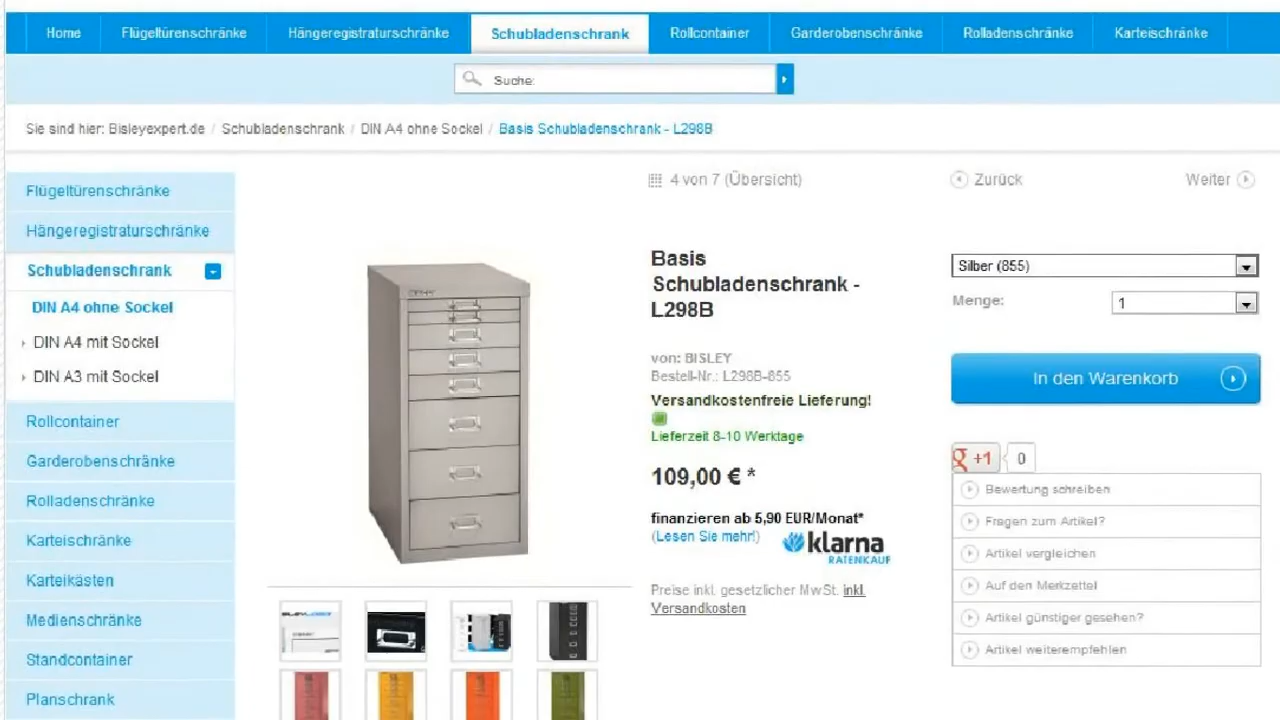 Home Flügeltürenschränke Hängeregistraturschränke Schubladenschrank Rollcontainer Garderobenschränke Rolladenschränke Karteischränke
Suche:
Sie sind hier: Bisleyexpert.de / Schubladenschrank / DIN A4 ohne Sockel / Basis Schubladenschrank - L298B
Flügeltürenschränke
Hängeregistraturschränke
Schubladenschrank
DIN A4 ohne Sockel
DIN A4 mit Sockel
DIN A3 mit Sockel
Rollcontainer
Garderobenschränke
Rolladenschränke
Karteischränke
Karteikästen
Medienschränke
Standcontainer
Planschrank
4 von 7 (Übersicht)
Zurück
Weiter
Basis
Schubladenschrank -
L298B
von: BISLEY
Bestell-Nr.: L298B-855
Versandkostenfreie Lieferung!
Lieferzeit 8-10 Werktage
109,00 € *
finanzieren ab 5,90 EUR/Monat*
(Lesen Sie mehr!)
klarna
RATENKAUF
Preise inkl. gesetzlicher MwSt. inkl.
Versandkosten
Silber (855)
Menge: 1
In den Warenkorb
g +1 0
Bewertung schreiben
Fragen zum Artikel?
Artikel vergleichen
Auf den Merkzettel
Artikel günstiger gesehen?
Artikel weiterempfehlen